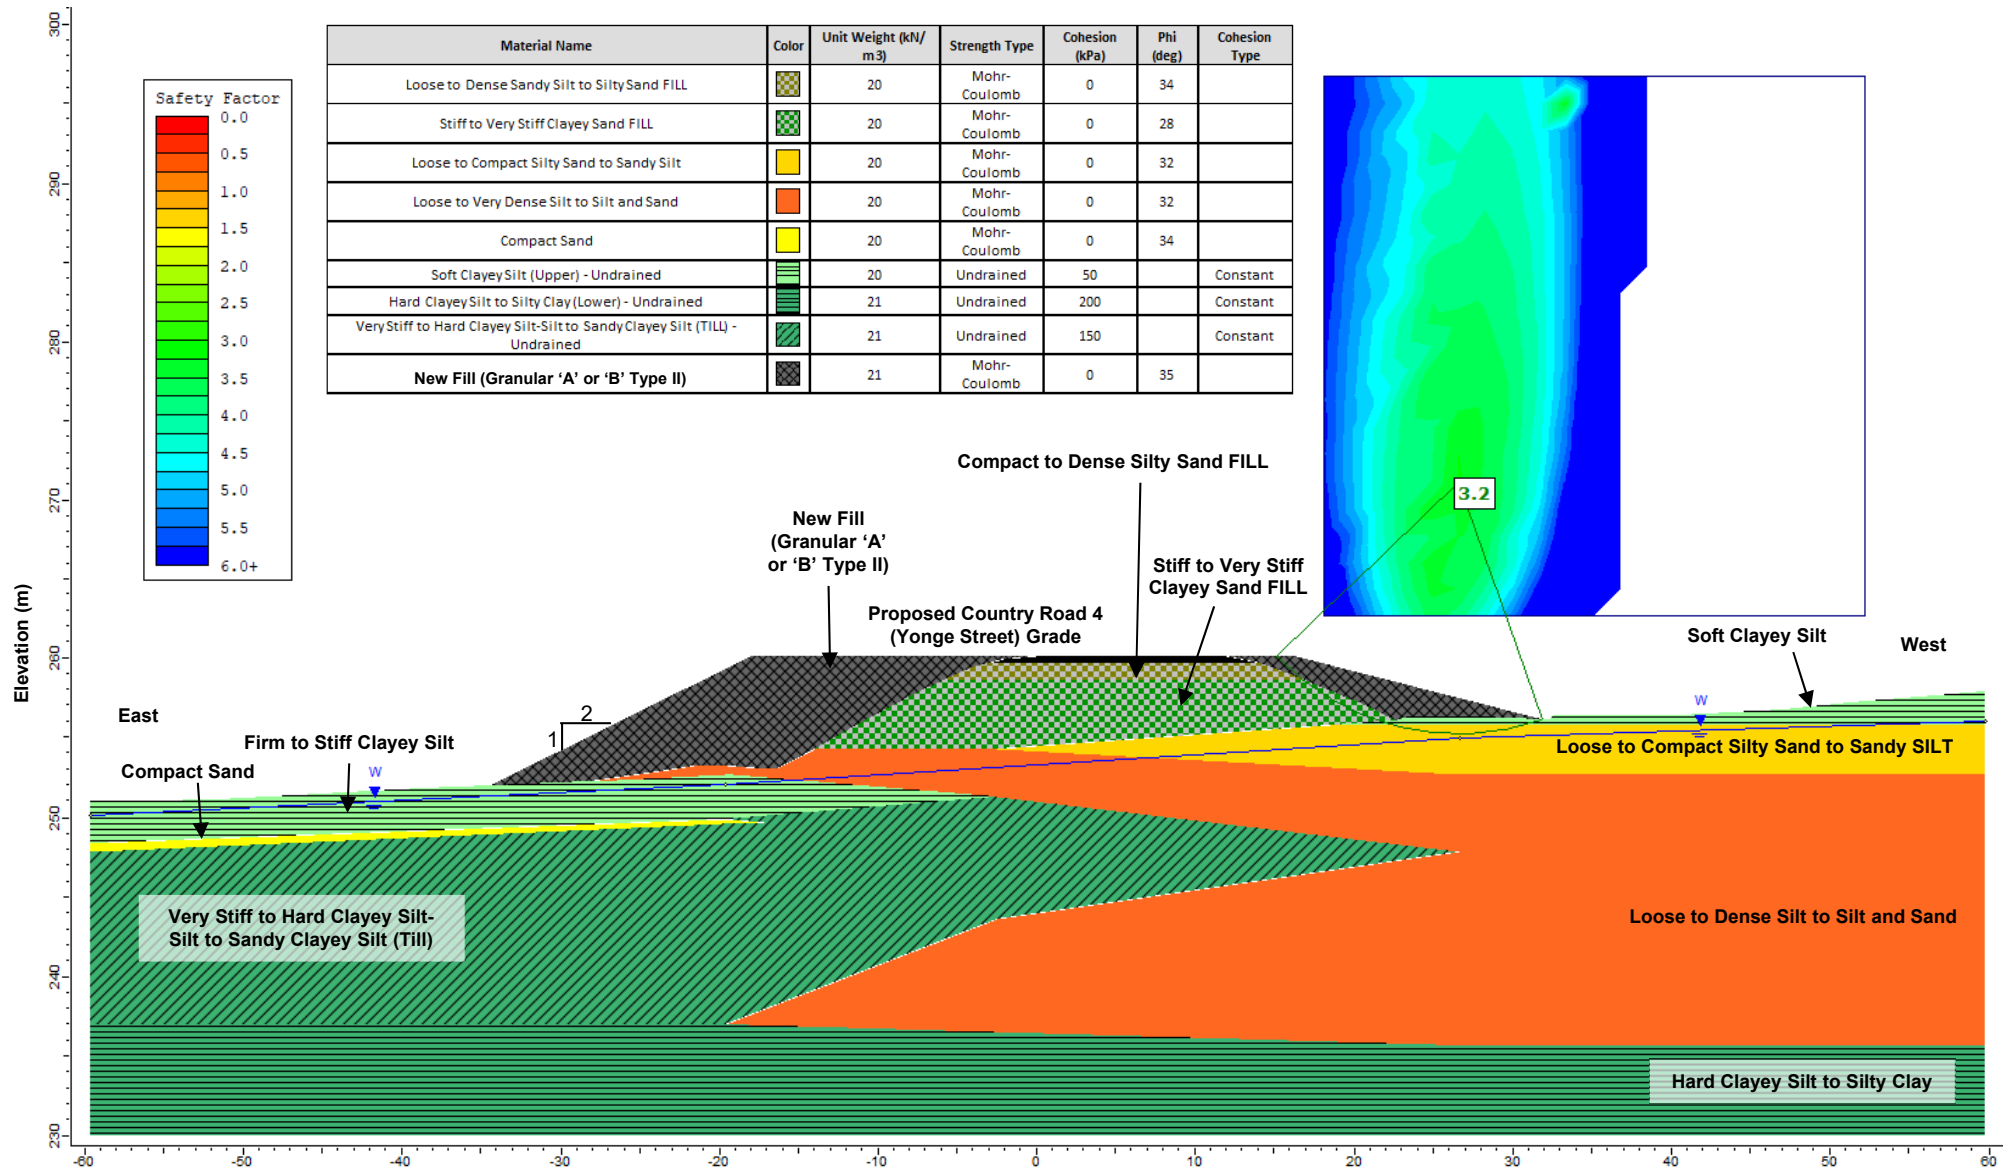 Material Name Color Unit Weight (kN/ m3) Strength Type Cohesion (kPa) Phi (deg) Cohesion Type
Loose to Dense Sandy Silt to Silty Sand FILL 20 Mohr-Coulomb 0 34
Stiff to Very Stiff Clayey Sand FILL 20 Mohr-Coulomb 0 28
Loose to Compact Silty Sand to Sandy Silt 20 Mohr-Coulomb 0 32
Loose to Very Dense Silt to Silt and Sand 20 Mohr-Coulomb 0 32
Compact Sand 20 Mohr-Coulomb 0 34
Soft Clayey Silt (Upper) - Undrained 20 Undrained 50 Constant
Hard Clayey Silt to Silty Clay (Lower) - Undrained 21 Undrained 200 Constant
Very Stiff to Hard Clayey Silt-Silt to Sandy Clayey Silt (TILL) - Undrained 21 Undrained 150 Constant
New Fill (Granular ‘A’ or ‘B’ Type II) 21 Mohr-Coulomb 0 35
Safety Factor
0.0
0.5
1.0
1.5
2.0
2.5
3.0
3.5
4.0
4.5
5.0
5.5
6.0+
300
290
280
270
260
250
240
230
Elevation (m)
Compact to Dense Silty Sand FILL
3.2
New Fill
(Granular ‘A’
or ‘B’ Type II)
Stiff to Very Stiff
Clayey Sand FILL
Proposed Country Road 4
(Yonge Street) Grade
Soft Clayey Silt
West
East
2
1
W
Firm to Stiff Clayey Silt
Loose to Compact Silty Sand to Sandy SILT
Compact Sand
W
Very Stiff to Hard Clayey Silt-
Silt to Sandy Clayey Silt (Till)
Loose to Dense Silt to Silt and Sand
Hard Clayey Silt to Silty Clay
-60 -50 -40 -30 -20 -10 0 10 20 30 40 50 60